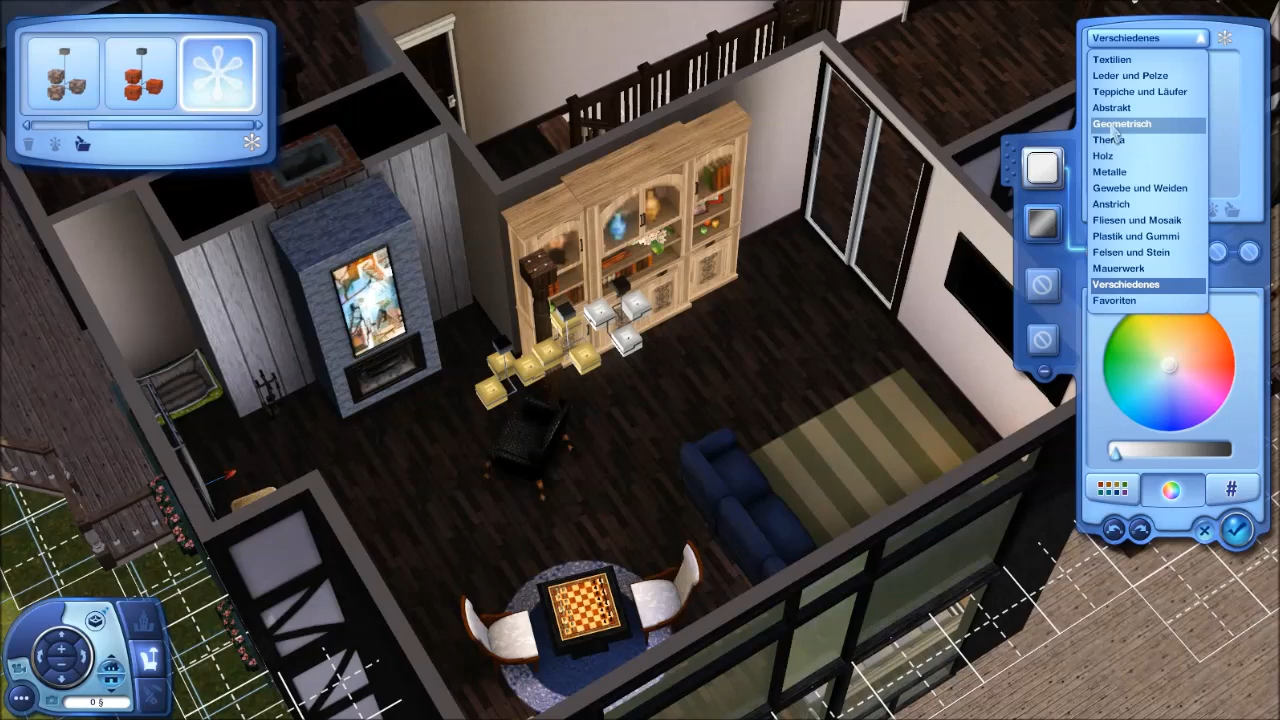 Verschiedenes
Textilien
Leder und Pelze
Teppiche und Läufer
Abstrakt
Geometrisch
Thema
Holz
Metalle
Gewebe und Weiden
Anstrich
Fliesen und Mosaik
Plastik und Gummi
Felsen und Stein
Mauerwerk
Verschiedenes
Favoriten
#
0 §